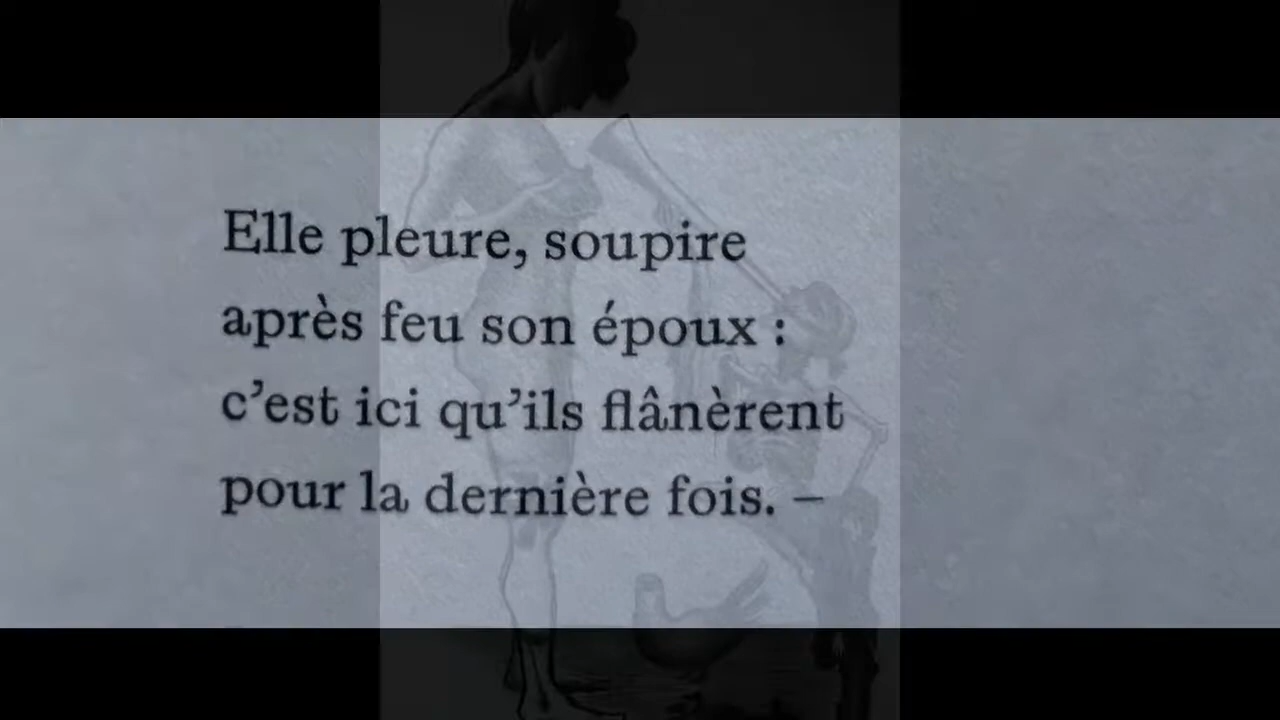 Elle pleure, soupire
après feu son époux :
c’est ici qu’ils flânèrent
pour la dernière fois. –